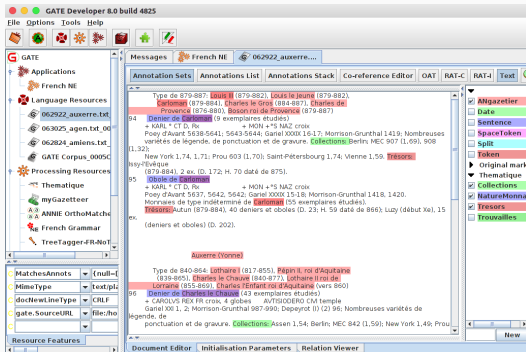 GATE Developer 8.0 build 4825
File Options Tools Help
GATE
Applications
French NE
Language Resources
062922_auxerre.txt_
063025_agen.txt_00
062824_amiens.txt_
GATE Corpus_0005C
Processing Resources
Thematique
myGazetteer
ANNIE OrthoMatche
French Grammar
TreeTagger-FR-NoT
MatchesAnnots {null=[
MimeType text/pla
docNewLineType CRLF
gate.SourceURL file:/ho
Resource Features
Messages French NE 062922_auxerre....
Annotation Sets Annotations List Annotations Stack Co-reference Editor OAT RAT-C RAT-I Text
Type de 879-887: Louis III (879-882), Louis le Jeune (879-882),
Carloman (879-884), Charles le Gros (884-887), Charles de
Provence (876-880), Boson roi de Provence (879-887)
94 Denier de Carloman (9 exemplaires étudiés)
+ KARL° CT D, Rx + MON +°S NAZ croix
Poey d'Avant 5638-5641; 5643-5644; Gariel XXXIX 16-17; Morrison-Grunthal 1419; Nombreuses
variétés de légende, de ponctuation et de gravure. Collections: Berlin; MEC 907 (1,69), 908
(1,32);
New York 1,74, 1,71; Prou 603 (1,70); Saint-Pétersbourg 1,74; Vienne 1,59. Trésors:
Issy-l'Evêque
(879-884), 2 ex. (D. 172; H. 70 daté de 875).
95 Obole de Carloman
+ KARL ° CT D, Rx + MON +°S NAZ croix
Poey d'Avant 5637, 5642, 5642; Gariel XXXIX 15-18; Morrison-Grunthal 1418, 1420.
Monnaies de type indéterminé de Carloman (55 exemplaires étudiés).
Trésors: Autun (879-884), 40 deniers et oboles (D. 23; H. 59 daté de 866); Luzy (début Xe), 15
ex.
(deniers et oboles) (D. 202).
Auxerre (Yonne)
Type de 840-864: Lothaire I (817-855), Pépin II, roi d'Aquitaine
(839-865), Charles le Chauve (840-877), Lothaire II roi de
Lorraine (855-869), Charles l'Enfant roi d'Aquitaine (vers 860)
96 Denier de Charles le Chauve (43 exemplaires étudiés)
+ CAROLVS REX FR croix, 4 globes AVTISIODERO CM temple
Gariel XXI 1, 2; Morrison-Grunthal 987-990; Depeyrot (I) (2) 96; Nombreuses variétés de
légende, de
ponctuation et de gravure. Collections: Assen 1,54; Berlin; MEC 842 (1,59); New York 1,49; Prou
Document Editor Initialisation Parameters Relation Viewer
ANgazetier
Date
Sentence
SpaceToken
Split
Token
Original mark
Thematique
Collections
NatureMonna
Tresors
Trouvailles
New